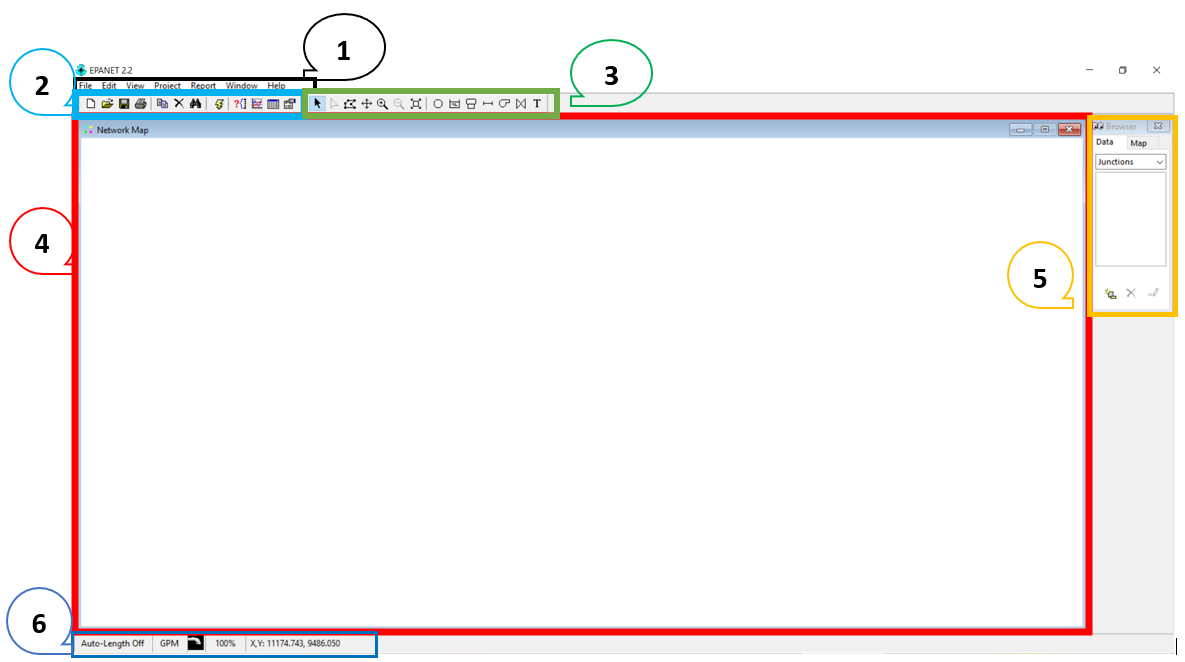 1
2
3
EPANET 2.2
File Edit View Project Report Window Help
?
T
Network Map
Browser
Data Map
Junctions
4
5
6
Auto-Length Off GPM 100% X,Y: 11174.743, 9486.050